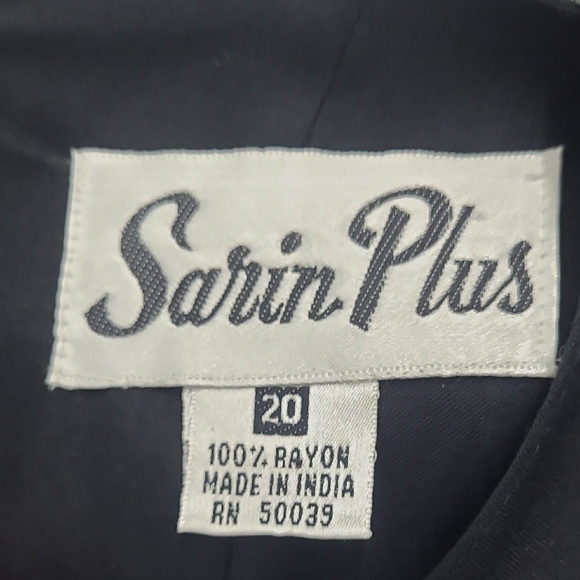 Sarin Plus
20
100% RAYON
MADE IN INDIA
RN 50039